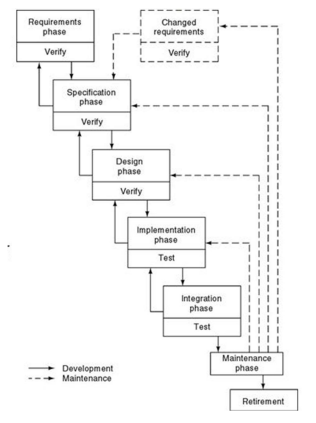 Requirements
phase
Verify
Changed
requirements
Verify
Specification
phase
Verify
Design
phase
Verify
Implementation
phase
Test
Integration
phase
Test
Maintenance
phase
Development
Maintenance
Retirement